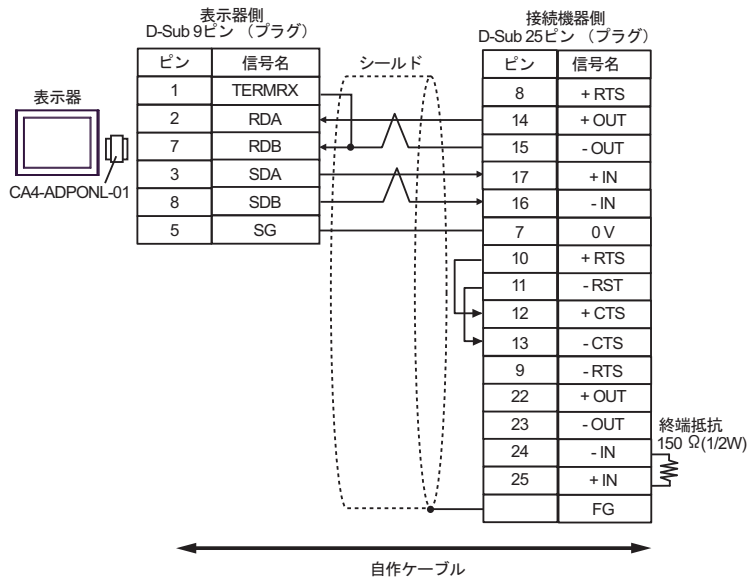 表示器側
D-Sub 9ピン （プラグ）
ピン 信号名
1 TERMRX
2 RDA
7 RDB
3 SDA
8 SDB
5 SG
表示器
CA4-ADPONL-01
シールド
接続機器側
D-Sub 25ピン （プラグ）
ピン 信号名
8 + RTS
14 + OUT
15 - OUT
17 + IN
16 - IN
7 0 V
10 + RTS
11 - RST
12 + CTS
13 - CTS
9 - RTS
22 + OUT
23 - OUT
24 - IN
25 + IN
FG
終端抵抗
150 Ω(1/2W)
自作ケーブル